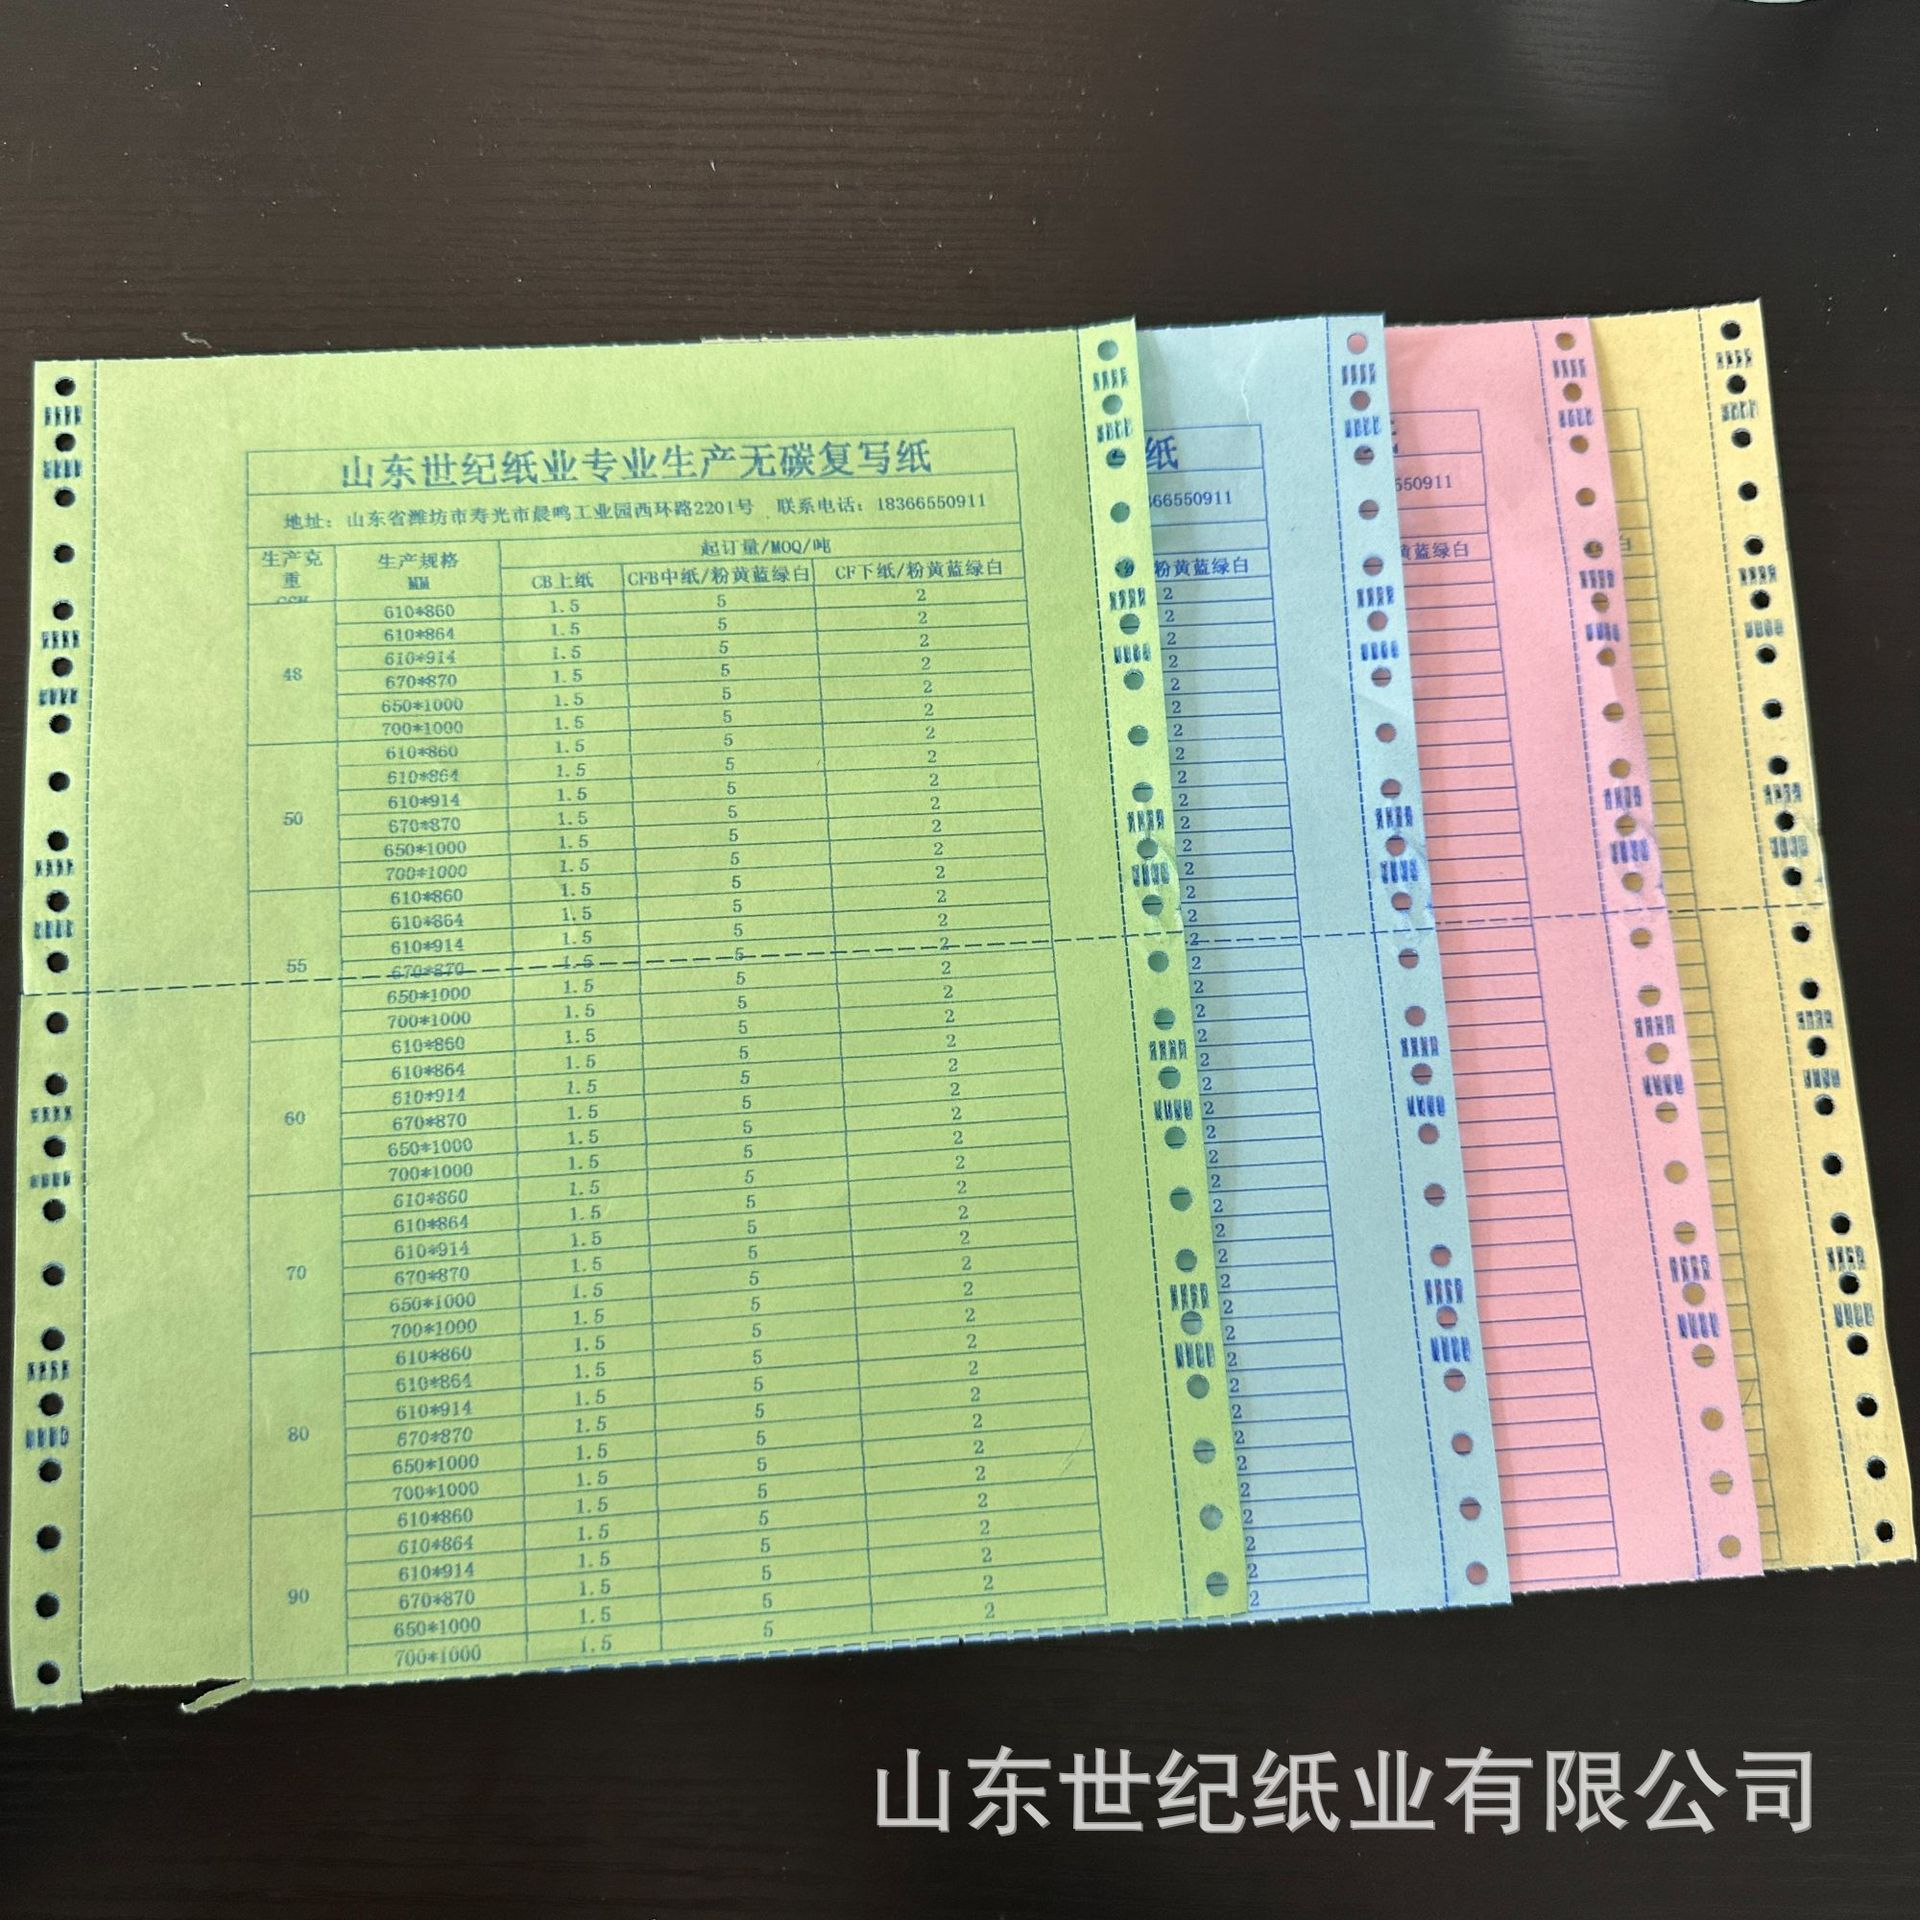 山东世纪纸业专业生产无碳复写纸
地址：山东省潍坊市寿光市晨鸣工业园西环路2201号 联系电话：18366550911
生产克重 生产规格MM 起订量/MOQ/吨
CB上纸 CFB中纸/粉黄蓝绿白 CF下纸/粉黄蓝绿白
48 610*860 1.5 5 2
610*864 1.5 5 2
610*914 1.5 5 2
670*870 1.5 5 2
650*1000 1.5 5 2
700*1000 1.5 5 2
50 610*860 1.5 5 2
610*864 1.5 5 2
610*914 1.5 5 2
670*870 1.5 5 2
650*1000 1.5 5 2
700*1000 1.5 5 2
55 610*860 1.5 5 2
610*864 1.5 5 2
610*914 1.5 5 2
670*870 1.5 5 2
650*1000 1.5 5 2
700*1000 1.5 5 2
60 610*860 1.5 5 2
610*864 1.5 5 2
610*914 1.5 5 2
670*870 1.5 5 2
650*1000 1.5 5 2
700*1000 1.5 5 2
70 610*860 1.5 5 2
610*864 1.5 5 2
610*914 1.5 5 2
670*870 1.5 5 2
650*1000 1.5 5 2
700*1000 1.5 5 2
80 610*860 1.5 5 2
610*864 1.5 5 2
610*914 1.5 5 2
670*870 1.5 5 2
650*1000 1.5 5 2
700*1000 1.5 5 2
90 610*860 1.5 5 2
610*864 1.5 5 2
610*914 1.5 5 2
670*870 1.5 5 2
650*1000 1.5 5 2
700*1000 1.5 5 2
纸
66550911
粉黄蓝绿白
550911
黄蓝绿白
白
山东世纪纸业有限公司